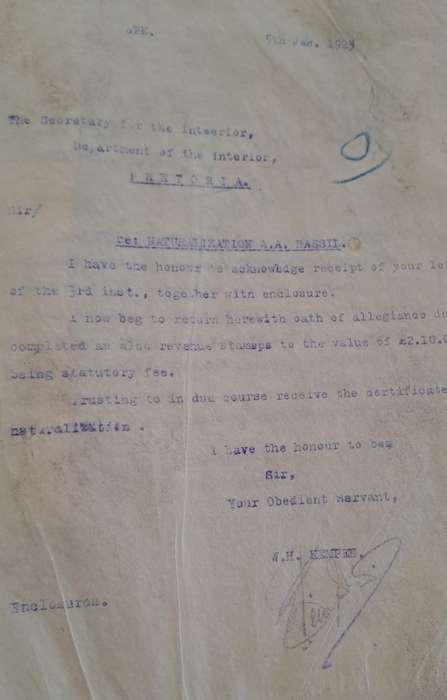 5th Jan. 1923
The Secretary for the Interior,
Department of the Interior,
PRETORIA.
Sir/
re: NATURALIZATION A.A. BASSIL.
I have the honour to acknowledge receipt of your
of the 3rd inst., together with enclosure.
I now beg to return herewith oath of allegiance
completed as also revenue stamps to the value of £2.10.
being statutory fee.
Trusting to in due course receive the certificate
naturalization .
I have the honour to be
Sir,
Your Obedient Servant,
W.H.
Enclosures.